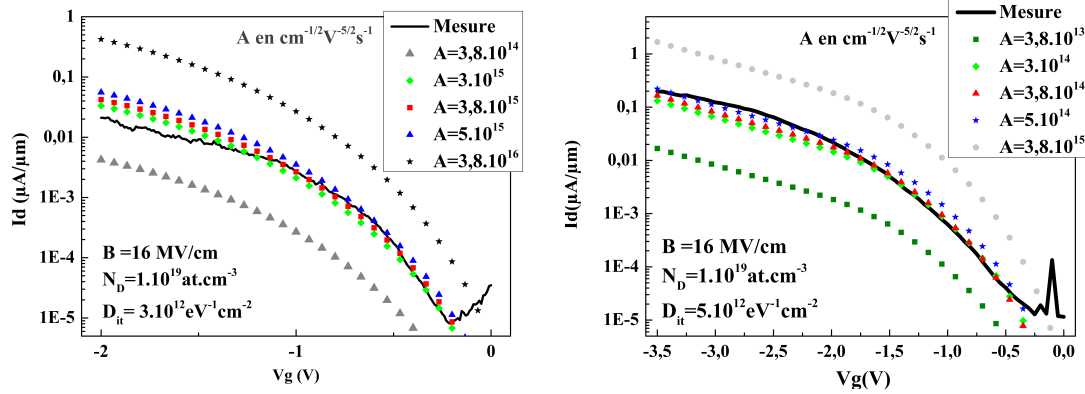 A en cm⁻¹/²V⁻⁵/²s⁻¹
Mesure
A=3,8.10¹⁴
A=3.10¹⁵
A=3,8.10¹⁵
A=5.10¹⁵
A=3,8.10¹⁶
1
0,1
0,01
1E-3
1E-4
1E-5
Id (µA/µm)
B =16 MV/cm
N_D=1.10¹⁹at.cm⁻³
D_it= 3.10¹²eV⁻¹cm⁻²
-2
-1
0
Vg (V)
A en cm⁻¹/²V⁻⁵/²s⁻¹
Mesure
A=3,8.10¹³
A=3.10¹⁴
A=3,8.10¹⁴
A=5.10¹⁴
A=3,8.10¹⁵
1
0,1
0,01
1E-3
1E-4
1E-5
Id(µA/µm)
B =16 MV/cm
N_D=1.10¹⁹at.cm⁻³
D_it=5.10¹²eV⁻¹cm⁻²
-3,5
-3,0
-2,5
-2,0
-1,5
-1,0
-0,5
0,0
Vg(V)